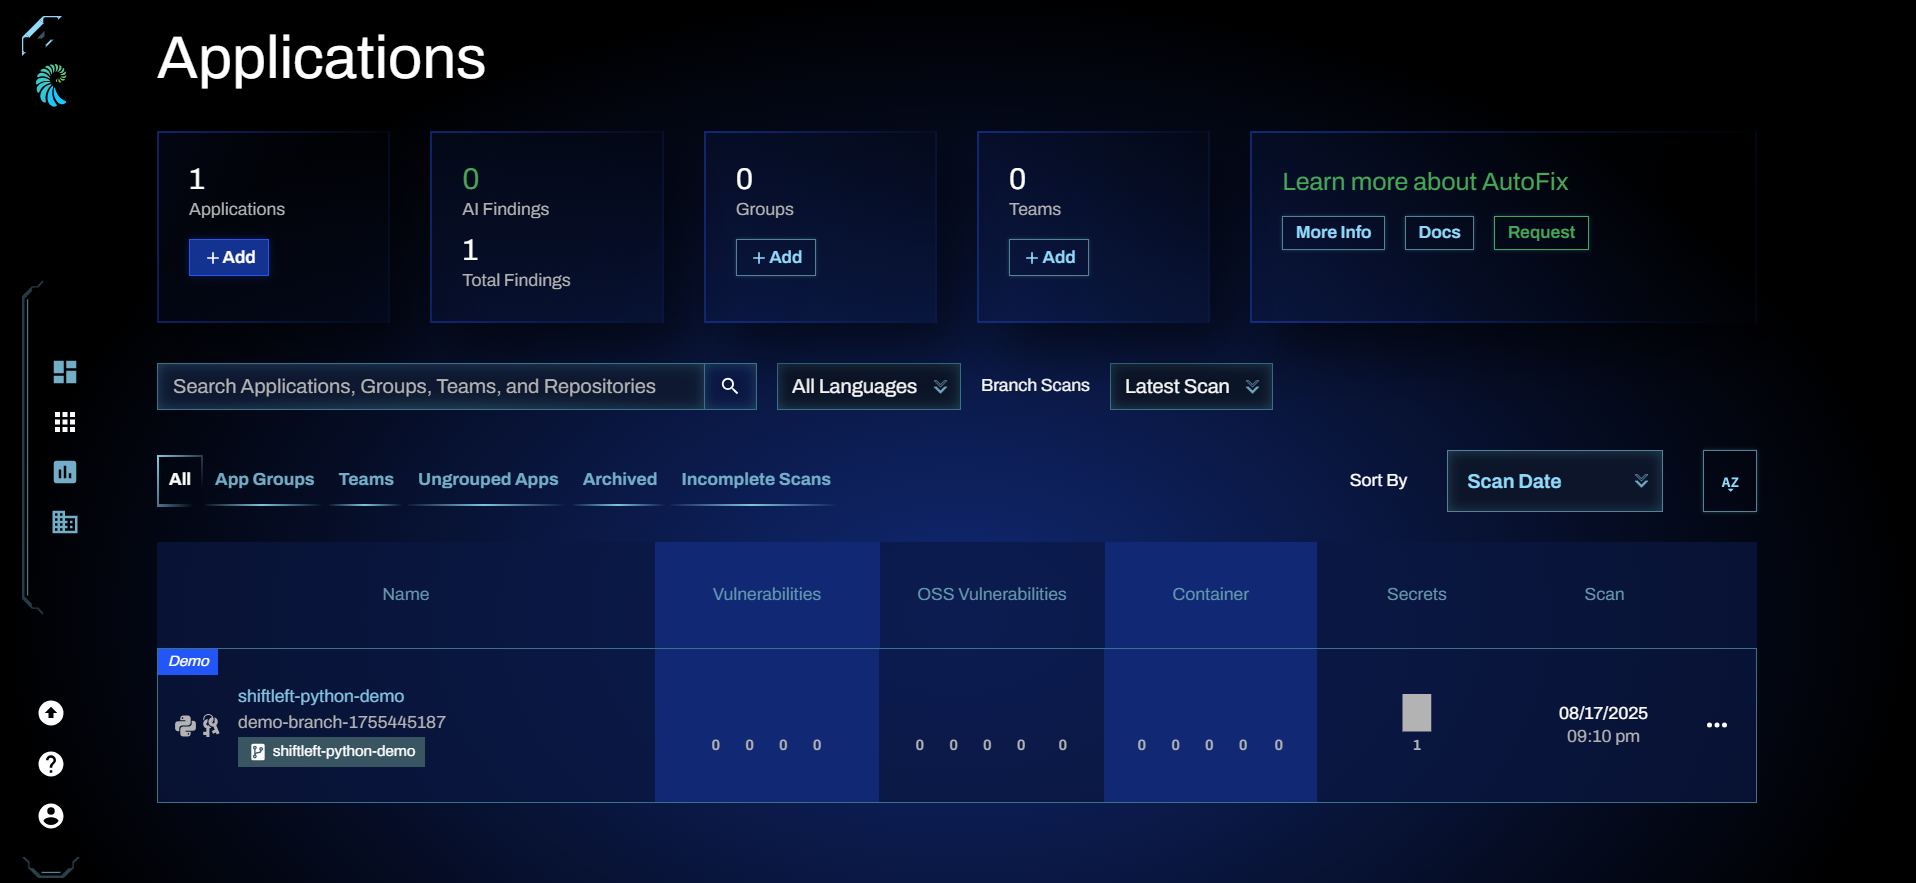 Applications
1
Applications
+ Add
0
AI Findings
1
Total Findings
0
Groups
+ Add
0
Teams
+ Add
Learn more about AutoFix
More Info Docs Request
Search Applications, Groups, Teams, and Repositories
All Languages
Branch Scans
Latest Scan
All App Groups Teams Ungrouped Apps Archived Incomplete Scans
Sort By
Scan Date
AZ
Name Vulnerabilities OSS Vulnerabilities Container Secrets Scan
Demo
shiftleft-python-demo
demo-branch-1755445187
shiftleft-python-demo
0 0 0 0
0 0 0 0 0
0 0 0 0 0
1
08/17/2025
09:10 pm